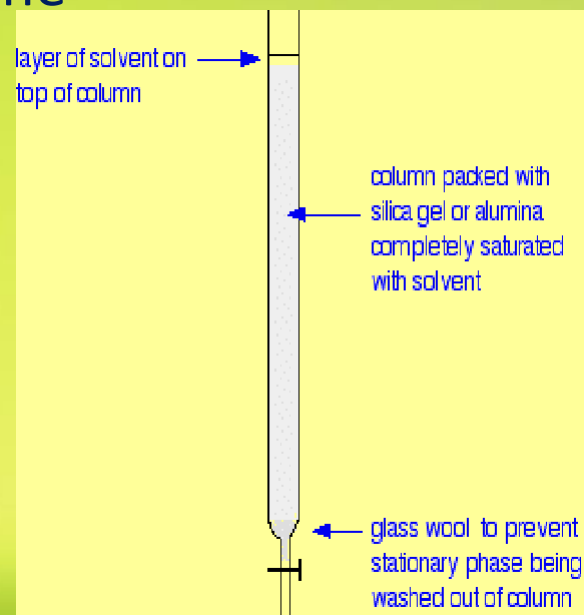 layer of solvent on
top of column
column packed with
silica gel or alumina
completely saturated
with solvent
glass wool to prevent
stationary phase being
washed out of column